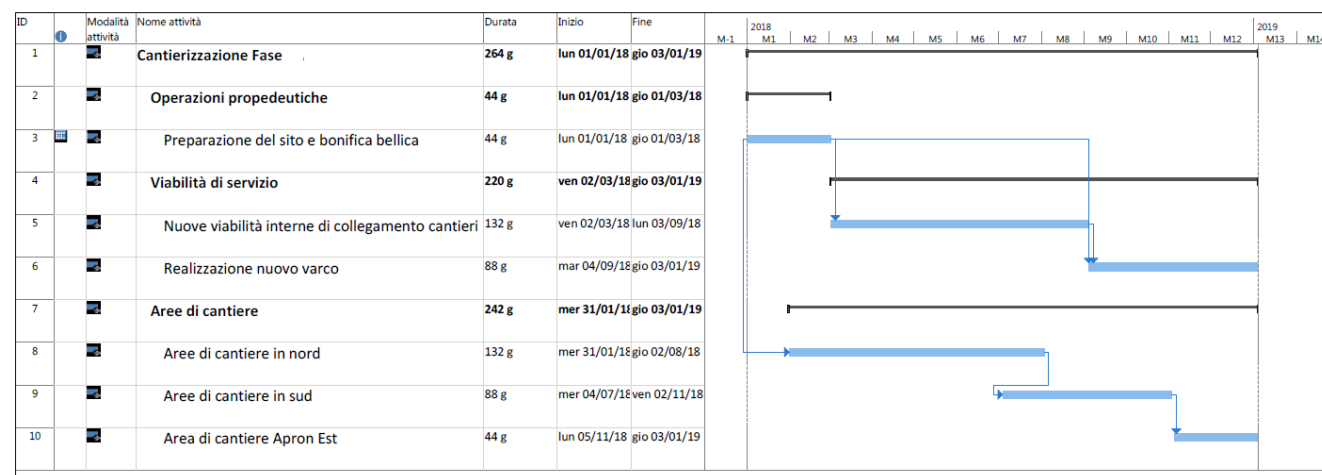 ID Modalità attività Nome attività Durata Inizio Fine
2018 2019
M-1 M1 M2 M3 M4 M5 M6 M7 M8 M9 M10 M11 M12 M13 M14
1 Cantierizzazione Fase 264 g lun 01/01/18 gio 03/01/19
2 Operazioni propedeutiche 44 g lun 01/01/18 gio 01/03/18
3 Preparazione del sito e bonifica bellica 44 g lun 01/01/18 gio 01/03/18
4 Viabilità di servizio 220 g ven 02/03/18 gio 03/01/19
5 Nuove viabilità interne di collegamento cantieri 132 g ven 02/03/18 lun 03/09/18
6 Realizzazione nuovo varco 88 g mar 04/09/18 gio 03/01/19
7 Aree di cantiere 242 g mer 31/01/18 gio 03/01/19
8 Aree di cantiere in nord 132 g mer 31/01/18 gio 02/08/18
9 Aree di cantiere in sud 88 g mer 04/07/18 ven 02/11/18
10 Area di cantiere Apron Est 44 g lun 05/11/18 gio 03/01/19